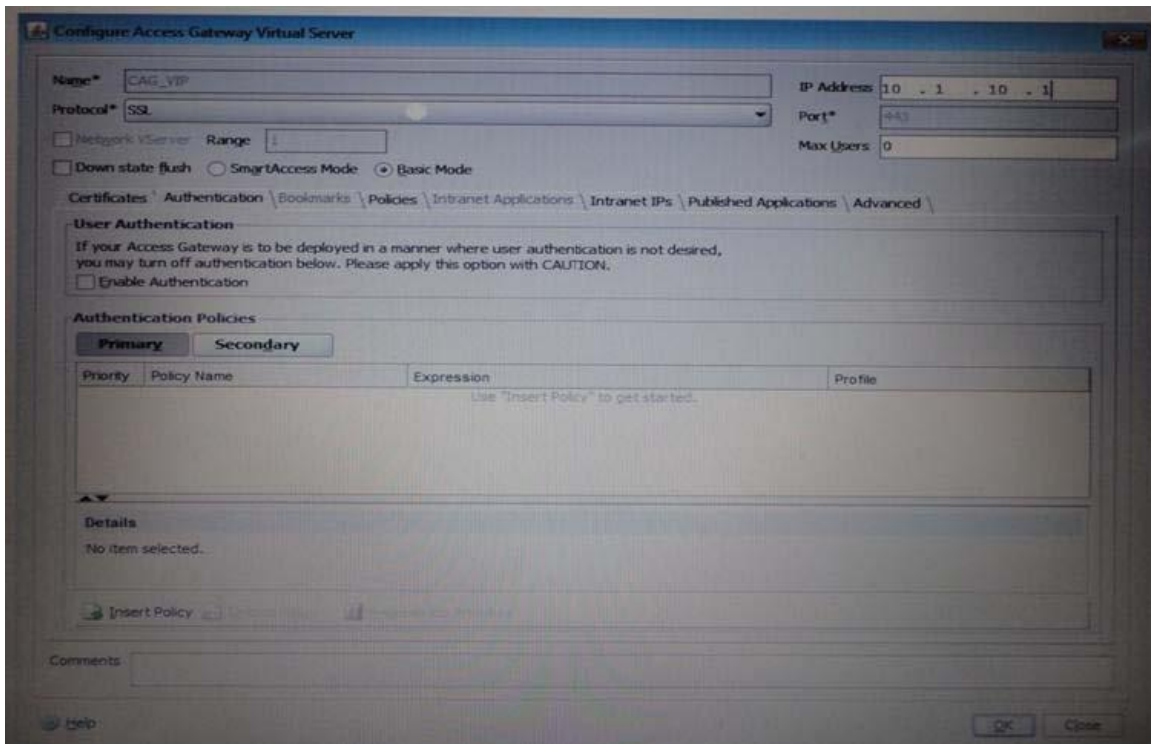 Configure Access Gateway Virtual Server
Name* CAG_VIP
IP Address 10 . 1 . 10 . 1
Protocol* SSL
Port* 443
Network VServer Range 1
Max Users 0
Down state flush SmartAccess Mode Basic Mode
Certificates Authentication Bookmarks Policies Intranet Applications Intranet IPs Published Applications Advanced
User Authentication
If your Access Gateway is to be deployed in a manner where user authentication is not desired,
you may turn off authentication below. Please apply this option with CAUTION.
Enable Authentication
Authentication Policies
Primary Secondary
Priority Policy Name Expression Profile
Use "Insert Policy" to get started.
Details
No item selected.
Insert Policy
Comments
Help OK Close